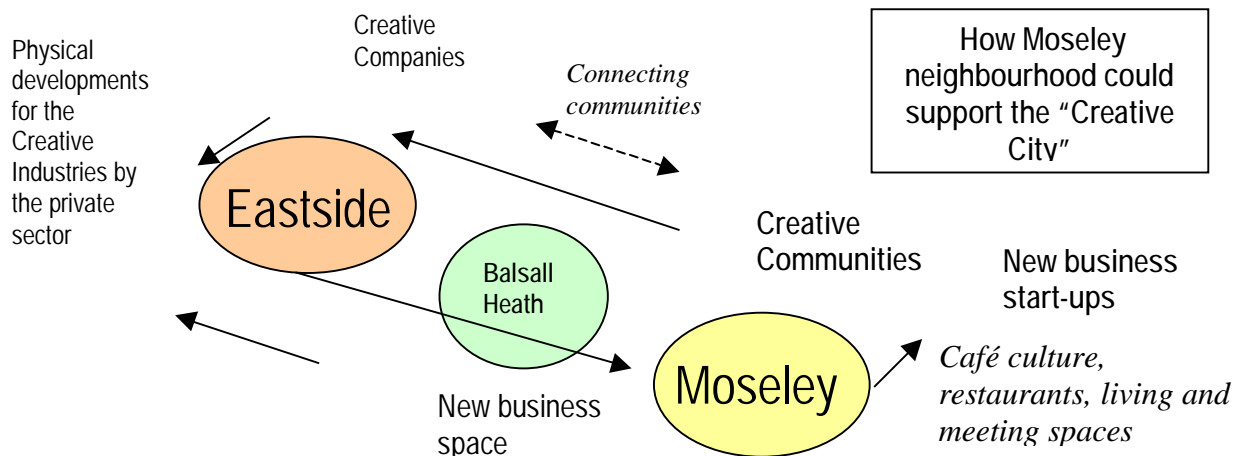 Physical
developments
for the
Creative
Industries by
the private
sector
Creative
Companies
Connecting
communities
How Moseley
neighbourhood could
support the “Creative
City”
Eastside
Balsall
Heath
Moseley
Creative
Communities
New business
start-ups
Café culture,
restaurants, living and
meeting spaces
New business
space